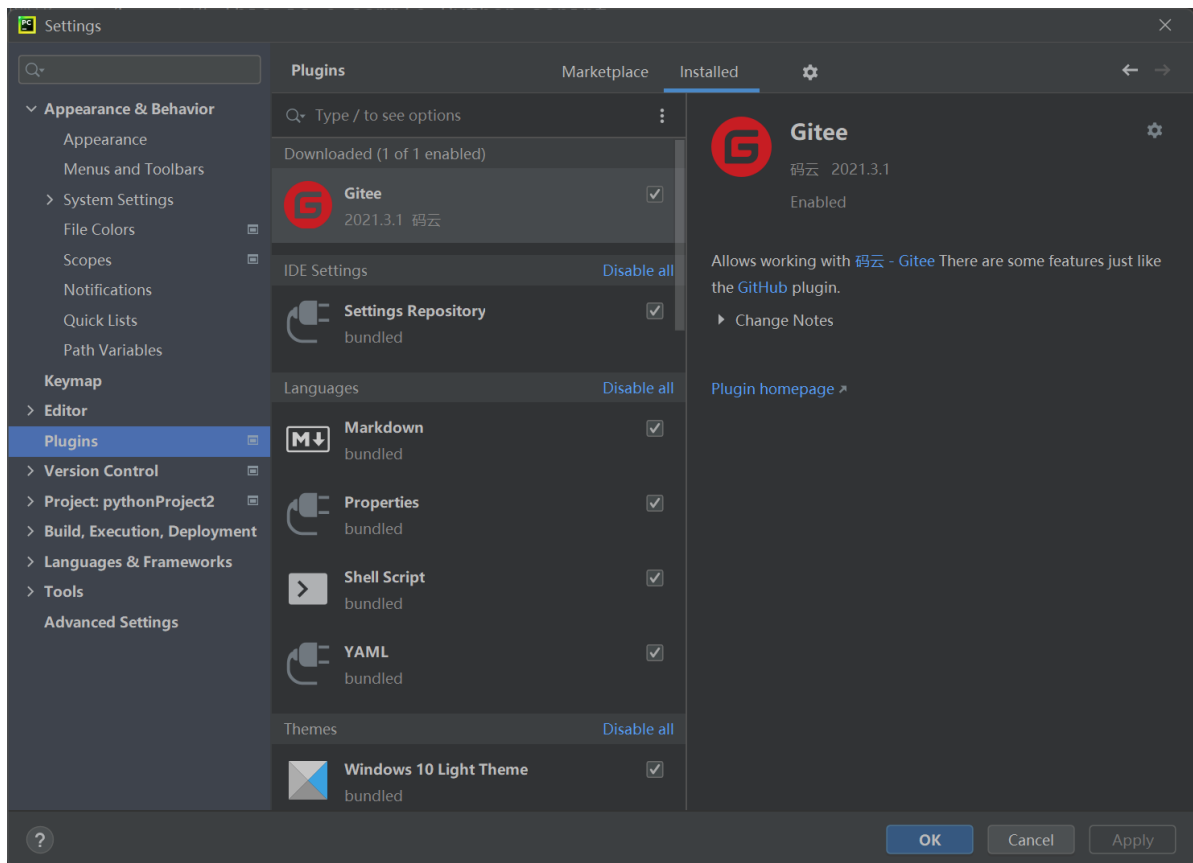 Settings
Appearance & Behavior
Appearance
Menus and Toolbars
System Settings
File Colors
Scopes
Notifications
Quick Lists
Path Variables
Keymap
Editor
Plugins
Version Control
Project: pythonProject2
Build, Execution, Deployment
Languages & Frameworks
Tools
Advanced Settings
Plugins
Marketplace
Installed
Type / to see options
Downloaded (1 of 1 enabled)
Gitee
2021.3.1 码云
IDE Settings
Disable all
Settings Repository
bundled
Languages
Disable all
Markdown
bundled
Properties
bundled
Shell Script
bundled
YAML
bundled
Themes
Disable all
Windows 10 Light Theme
bundled
Gitee
码云 2021.3.1
Enabled
Allows working with 码云 - Gitee There are some features just like
the GitHub plugin.
Change Notes
Plugin homepage
?
OK
Cancel
Apply